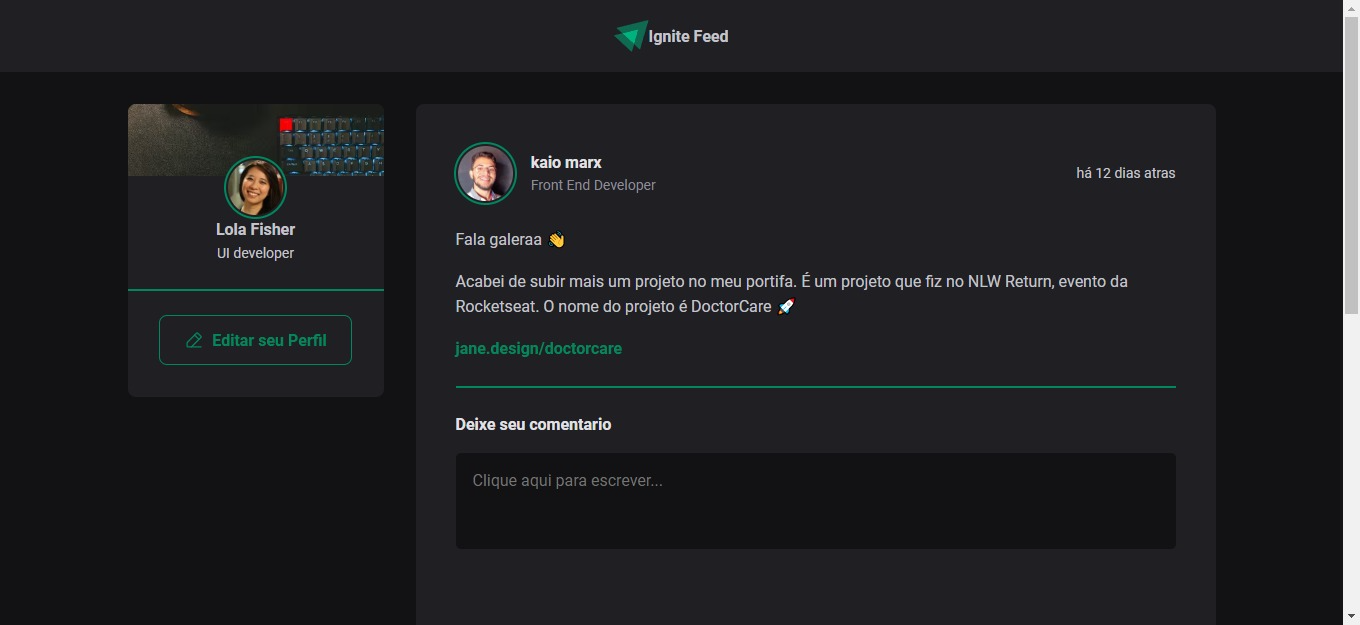 Ignite Feed
Lola Fisher
UI developer
Editar seu Perfil
kaio marx
Front End Developer
há 12 dias atras
Fala galeraa 👋
Acabei de subir mais um projeto no meu portifa. É um projeto que fiz no NLW Return, evento da
Rocketseat. O nome do projeto é DoctorCare 🚀
jane.design/doctorcare
Deixe seu comentario
Clique aqui para escrever...